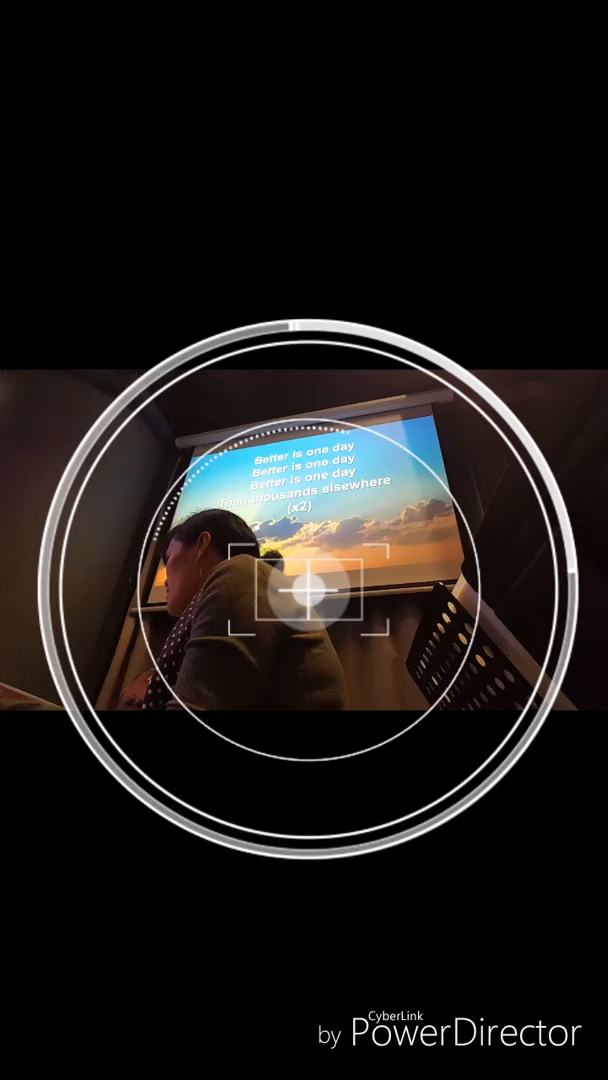 Better is one day
Better is one day
Better is one day
Than thousands elsewhere
(x2)
CyberLink
by PowerDirector